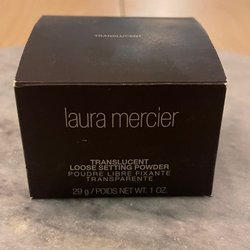 TRANSLUCENT
laura mercier
TRANSLUCENT
LOOSE SETTING POWDER
POUDRE LIBRE FIXANTE
TRANSPARENTE
29 g / POIDS NET WT. 1 OZ.